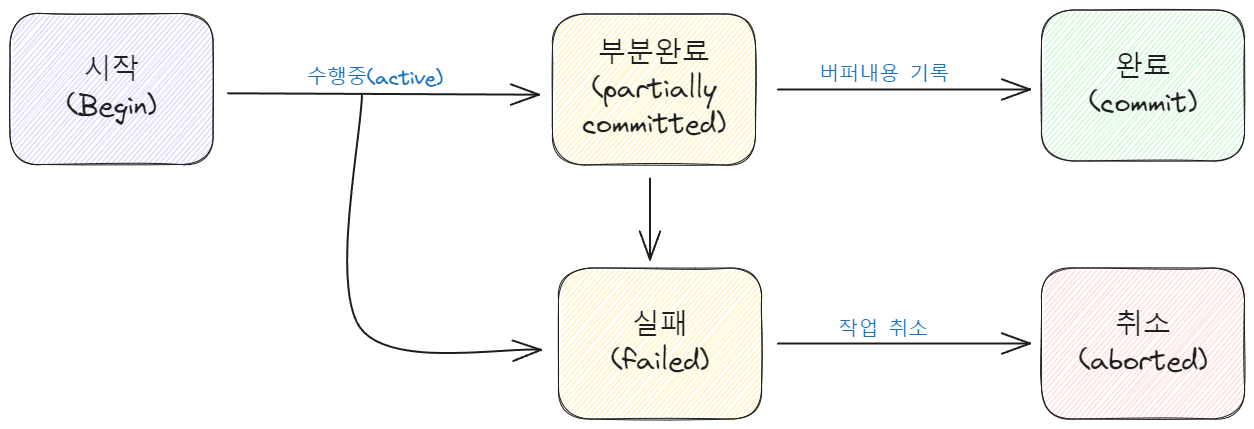 시작
(Begin)
수행중(active)
부분완료
(partially
committed)
버퍼내용 기록
완료
(commit)
실패
(failed)
작업 취소
취소
(aborted)